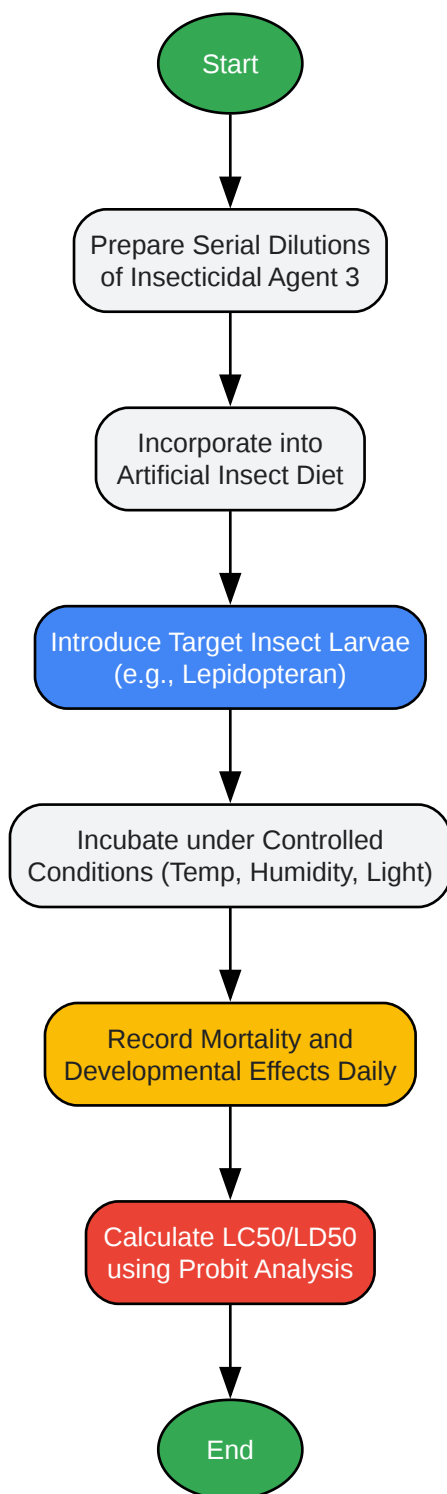 Start
Prepare Serial Dilutions
of Insecticidal Agent 3
Incorporate into
Artificial Insect Diet
Introduce Target Insect Larvae
(e.g., Lepidopteran)
Incubate under Controlled
Conditions (Temp, Humidity, Light)
Record Mortality and
Developmental Effects Daily
Calculate LC50/LD50
using Probit Analysis
End